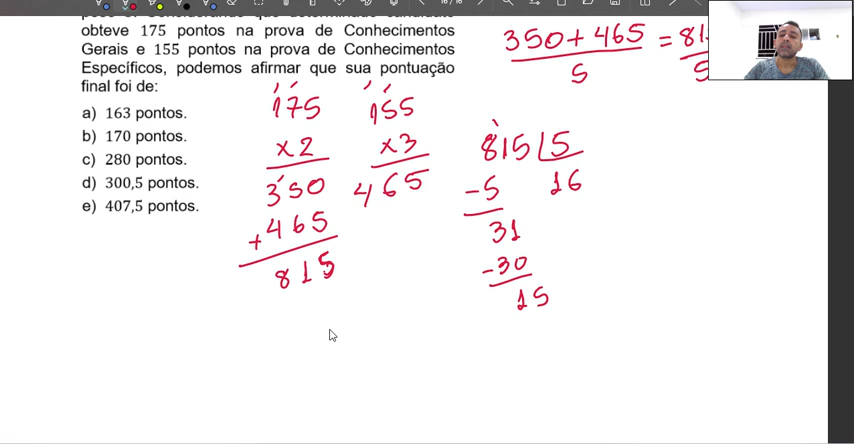 obteve 175 pontos na prova de Conhecimentos
Gerais e 155 pontos na prova de Conhecimentos
Específicos, podemos afirmar que sua pontuação
final foi de:
a) 163 pontos.
b) 170 pontos.
c) 280 pontos.
d) 300,5 pontos.
e) 407,5 pontos.
350 + 465 = 81
5 5
175
x2
350
+ 465
815
155
x3
465
815 5
-5 16
31
-30
15